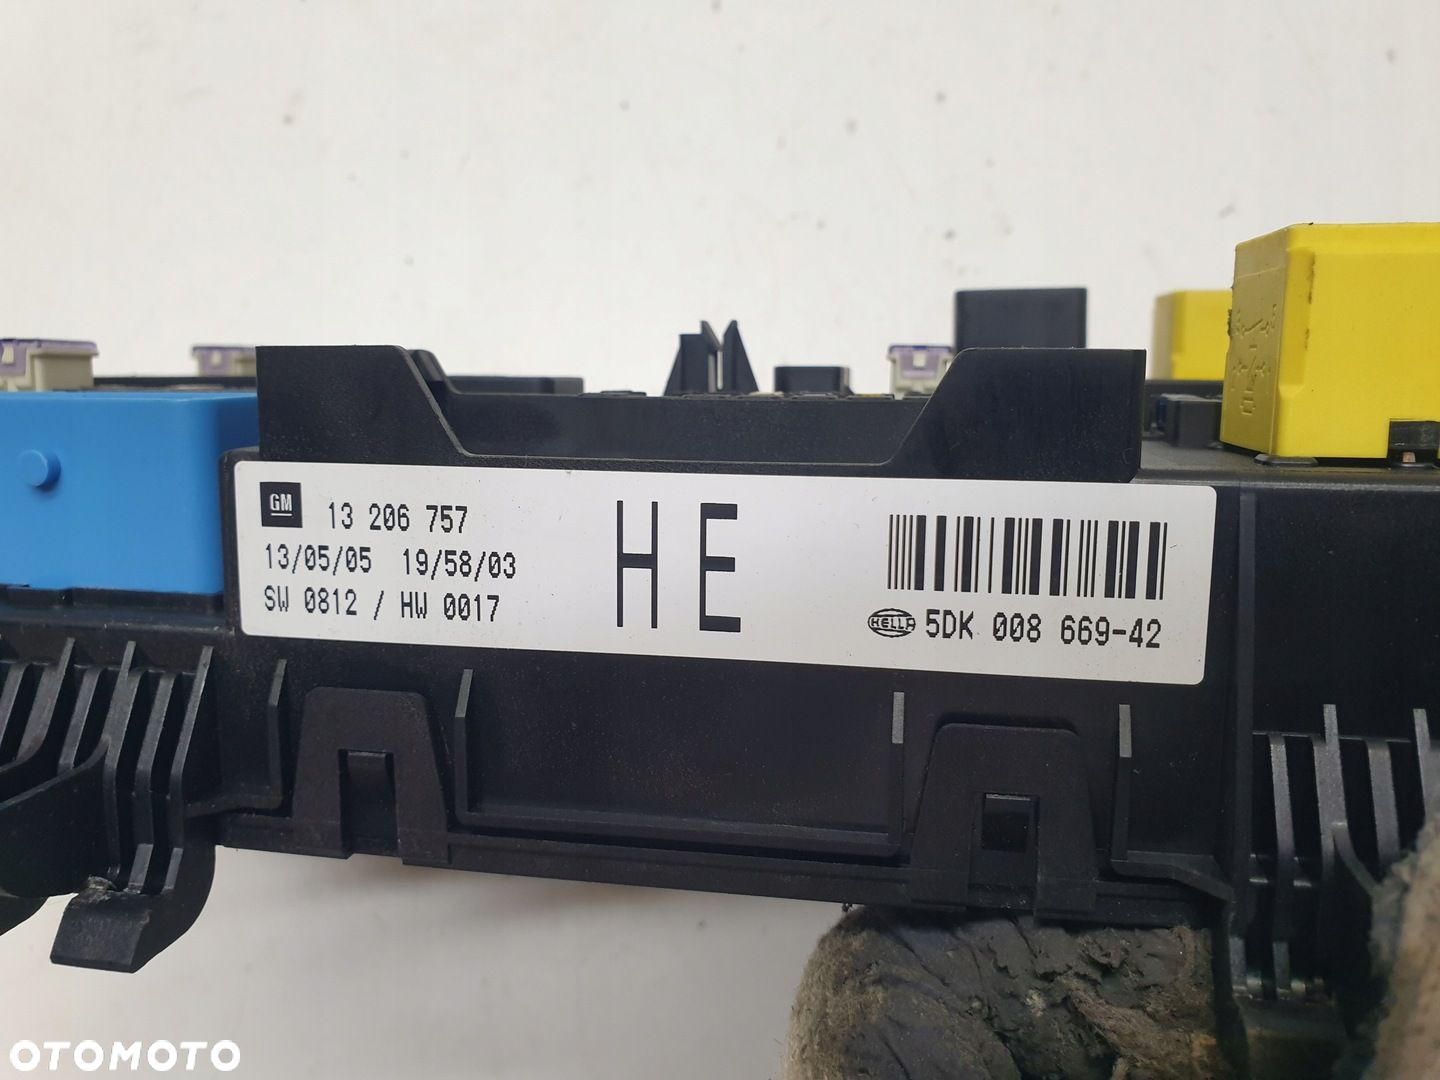 GM 13 206 757
13/05/05 19/58/03
SW 0812 / HW 0017
HE
HELLA 5DK 008 669-42
OTOMOTO